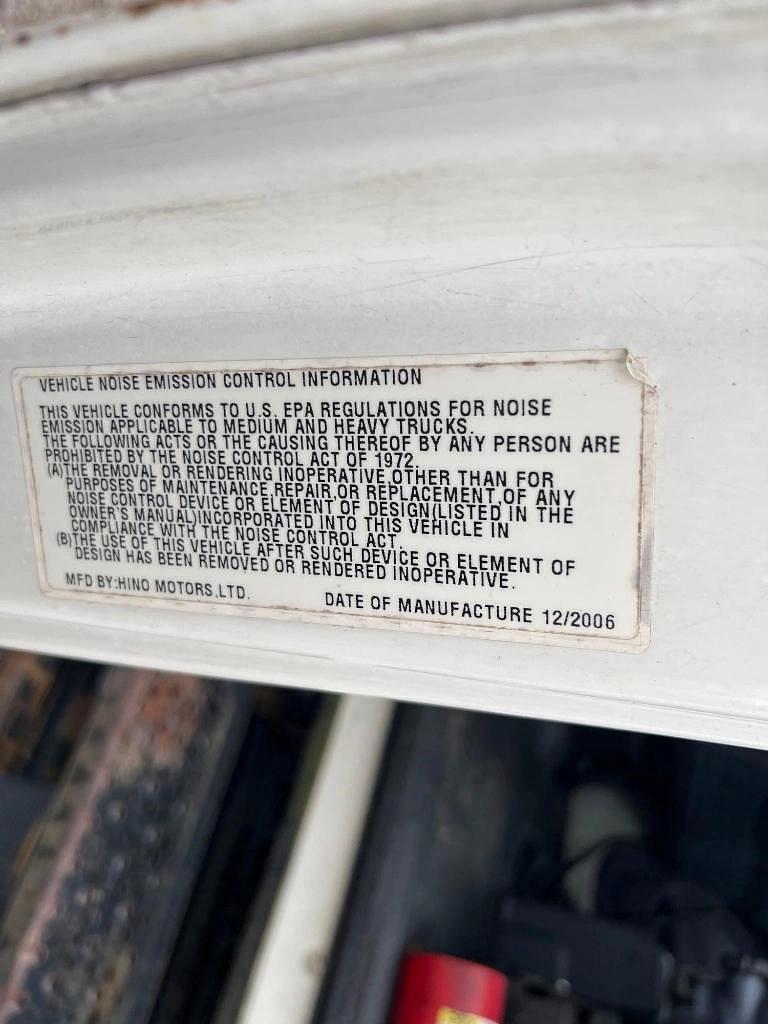 VEHICLE NOISE EMISSION CONTROL INFORMATION
THIS VEHICLE CONFORMS TO U.S. EPA REGULATIONS FOR NOISE
EMISSION APPLICABLE TO MEDIUM AND HEAVY TRUCKS.
THE FOLLOWING ACTS OR THE CAUSING THEREOF BY ANY PERSON ARE
PROHIBITED BY THE NOISE CONTROL ACT OF 1972.
(A)THE REMOVAL OR RENDERING INOPERATIVE,OTHER THAN FOR
PURPOSES OF MAINTENANCE,REPAIR,OR REPLACEMENT,OF ANY
NOISE CONTROL DEVICE OR ELEMENT OF DESIGN(LISTED IN THE
OWNER'S MANUAL)INCORPORATED INTO THIS VEHICLE IN
COMPLIANCE WITH THE NOISE CONTROL ACT.
(B)THE USE OF THIS VEHICLE AFTER SUCH DEVICE OR ELEMENT OF
DESIGN HAS BEEN REMOVED OR RENDERED INOPERATIVE.
MFD BY:HINO MOTORS,LTD.
DATE OF MANUFACTURE 12/2006